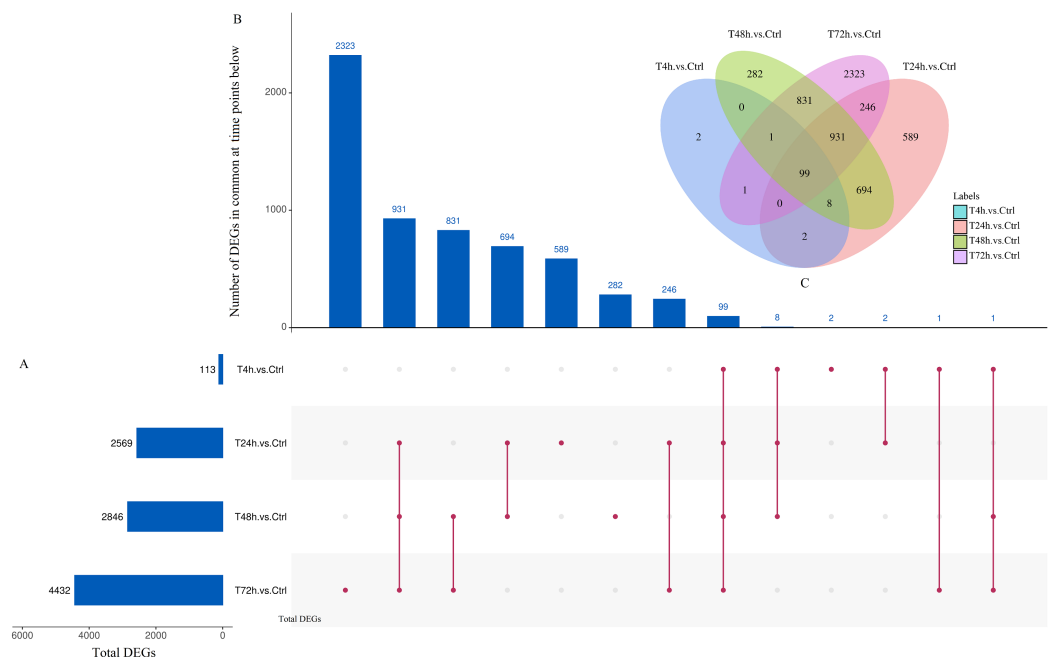 B
Number of DEGs in common at time points below
2000
1000
0
2323
931
831
694
589
282
246
99
8
2
2
1
1
T48h.vs.Ctrl
T72h.vs.Ctrl
T4h.vs.Ctrl
T24h.vs.Ctrl
282
2323
0
831
246
2
1
931
589
99
1
0
8
694
2
C
Labels
T4h.vs.Ctrl
T24h.vs.Ctrl
T48h.vs.Ctrl
T72h.vs.Ctrl
A
113
T4h.vs.Ctrl
2569
T24h.vs.Ctrl
2846
T48h.vs.Ctrl
4432
T72h.vs.Ctrl
Total DEGs
6000 4000 2000 0
Total DEGs